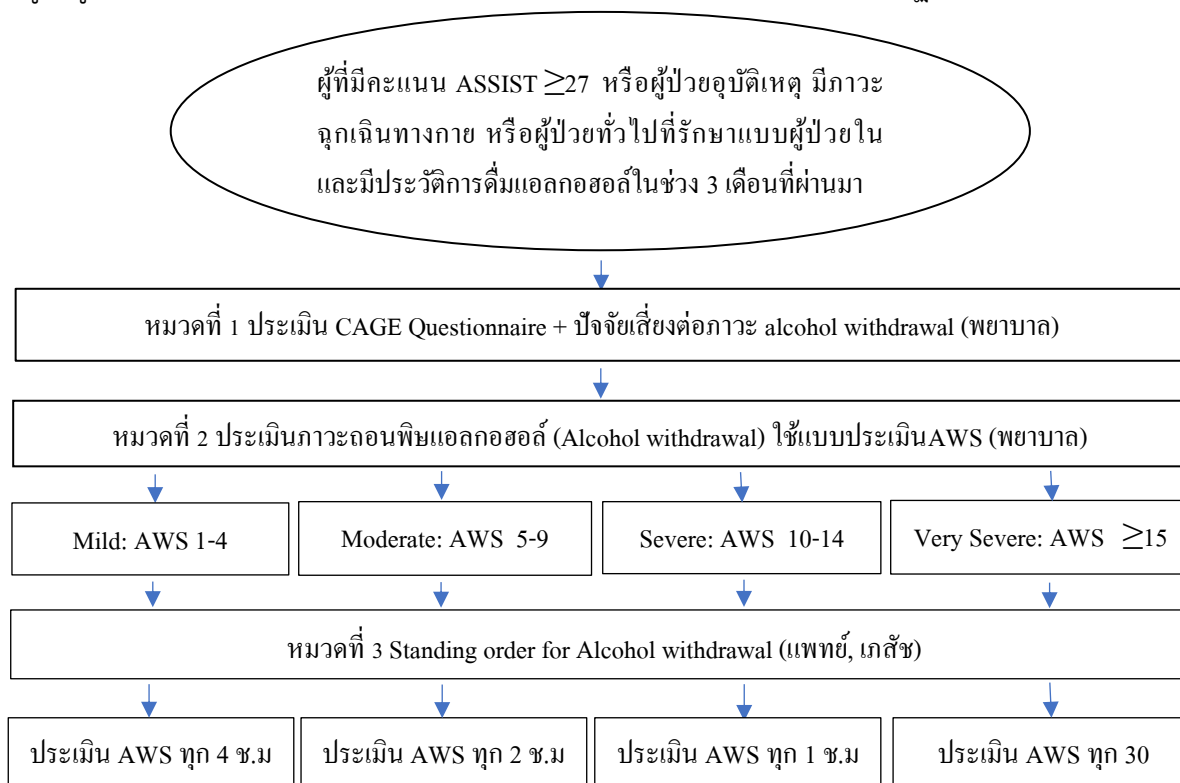 ผู้ที่มีคะแนน ASSIST ≥27 หรือผู้ป่วยอุบัติเหตุ มีภาวะ
ฉุกเฉินทางกาย หรือผู้ป่วยทั่วไปที่รักษาแบบผู้ป่วยใน
และมีประวัติการดื่มแอลกอฮอล์ในช่วง 3 เดือนที่ผ่านมา
หมวดที่ 1 ประเมิน CAGE Questionnaire + ปัจจัยเสี่ยงต่อภาวะ alcohol withdrawal (พยาบาล)
หมวดที่ 2 ประเมินภาวะถอนพิษแอลกอฮอล์ (Alcohol withdrawal) ใช้แบบประเมินAWS (พยาบาล)
Mild: AWS 1-4
Moderate: AWS 5-9
Severe: AWS 10-14
Very Severe: AWS ≥15
หมวดที่ 3 Standing order for Alcohol withdrawal (แพทย์, เภสัช)
ประเมิน AWS ทุก 4 ช.ม
ประเมิน AWS ทุก 2 ช.ม
ประเมิน AWS ทุก 1 ช.ม
ประเมิน AWS ทุก 30